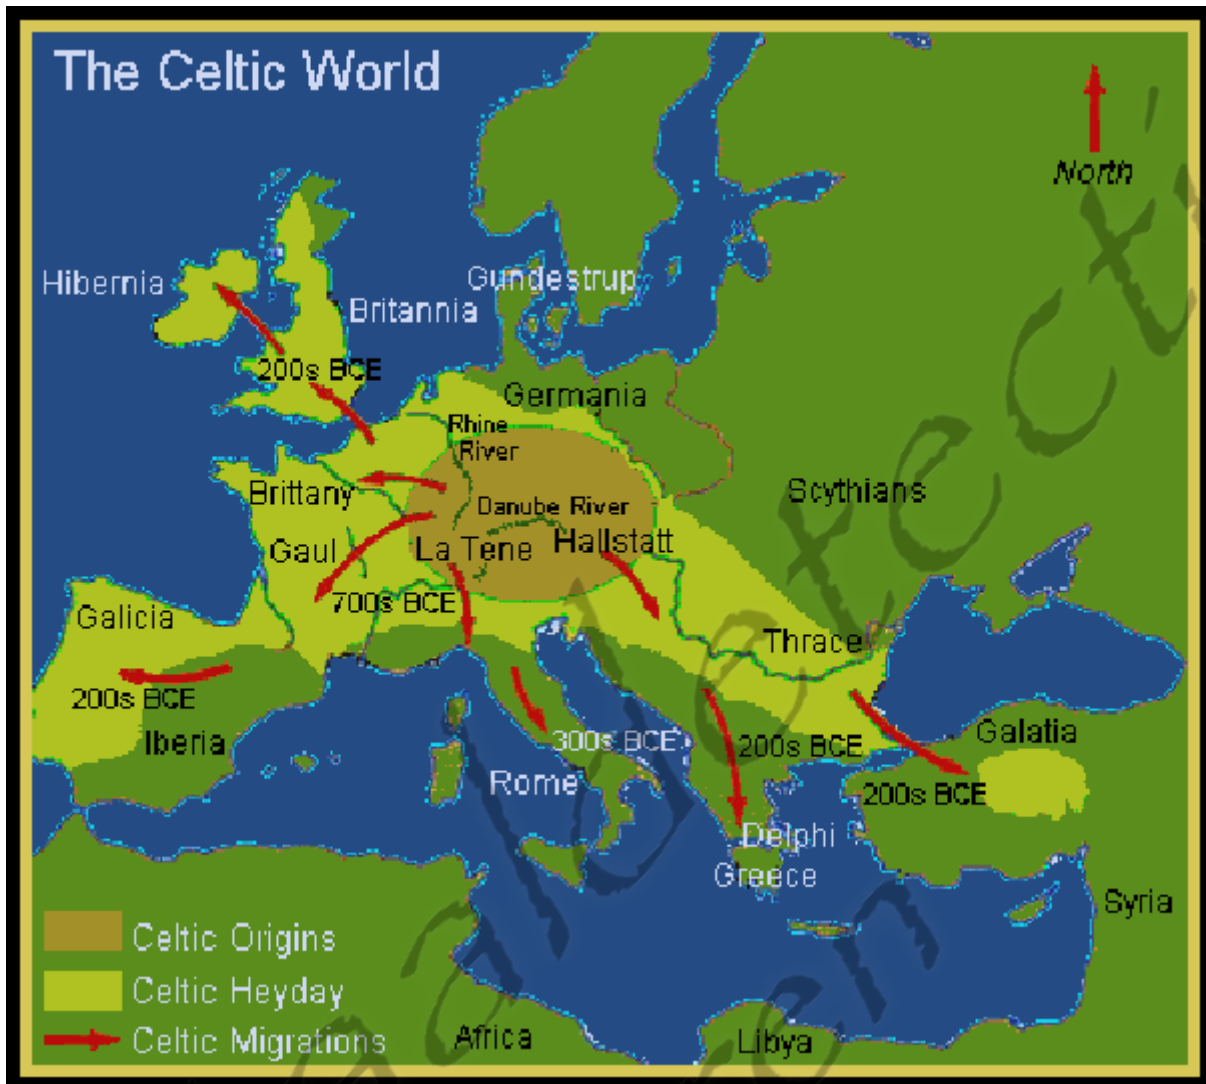 The Celtic World
North
Hibernia
Gundestrup
Britannia
200s BCE
Germania
Rhine
River
Brittany
Scythians
Danube River
Gaul
La Tene
Hallstatt
700s BCE
Galicia
Thrace
200s BCE
Iberia
300s BCE
200s BCE
Galatia
Rome
200s BCE
Delphi
Greece
Syria
Celtic Origins
Celtic Heyday
Celtic Migrations
Africa
Libya